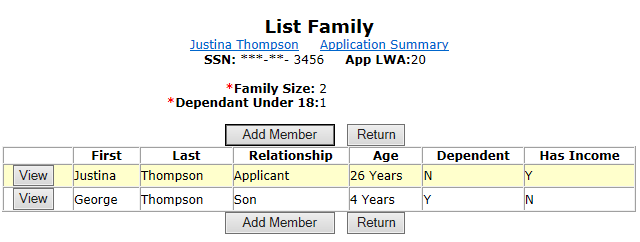 List Family
Justina Thompson Application Summary
SSN: ***-**- 3456 App LWA:20
*Family Size: 2
*Dependant Under 18:1
Add Member Return
First Last Relationship Age Dependent Has Income
View Justina Thompson Applicant 26 Years N Y
View George Thompson Son 4 Years Y N
Add Member Return